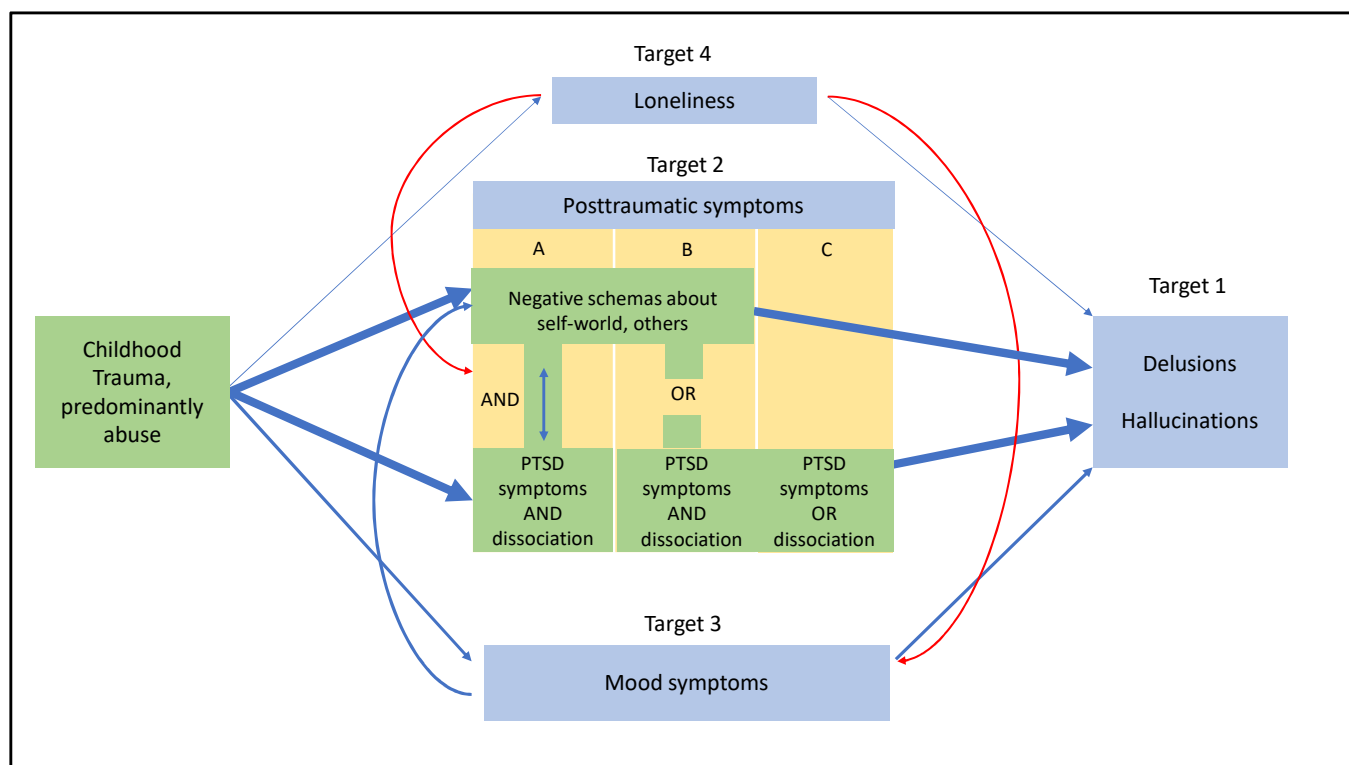 Target 4
Loneliness
Target 2
Posttraumatic symptoms
A
B
C
Negative schemas about
self-world, others
AND
OR
PTSD
symptoms
AND
dissociation
PTSD
symptoms
AND
dissociation
PTSD
symptoms
OR
dissociation
Childhood
Trauma,
predominantly
abuse
Target 1
Delusions
Hallucinations
Target 3
Mood symptoms